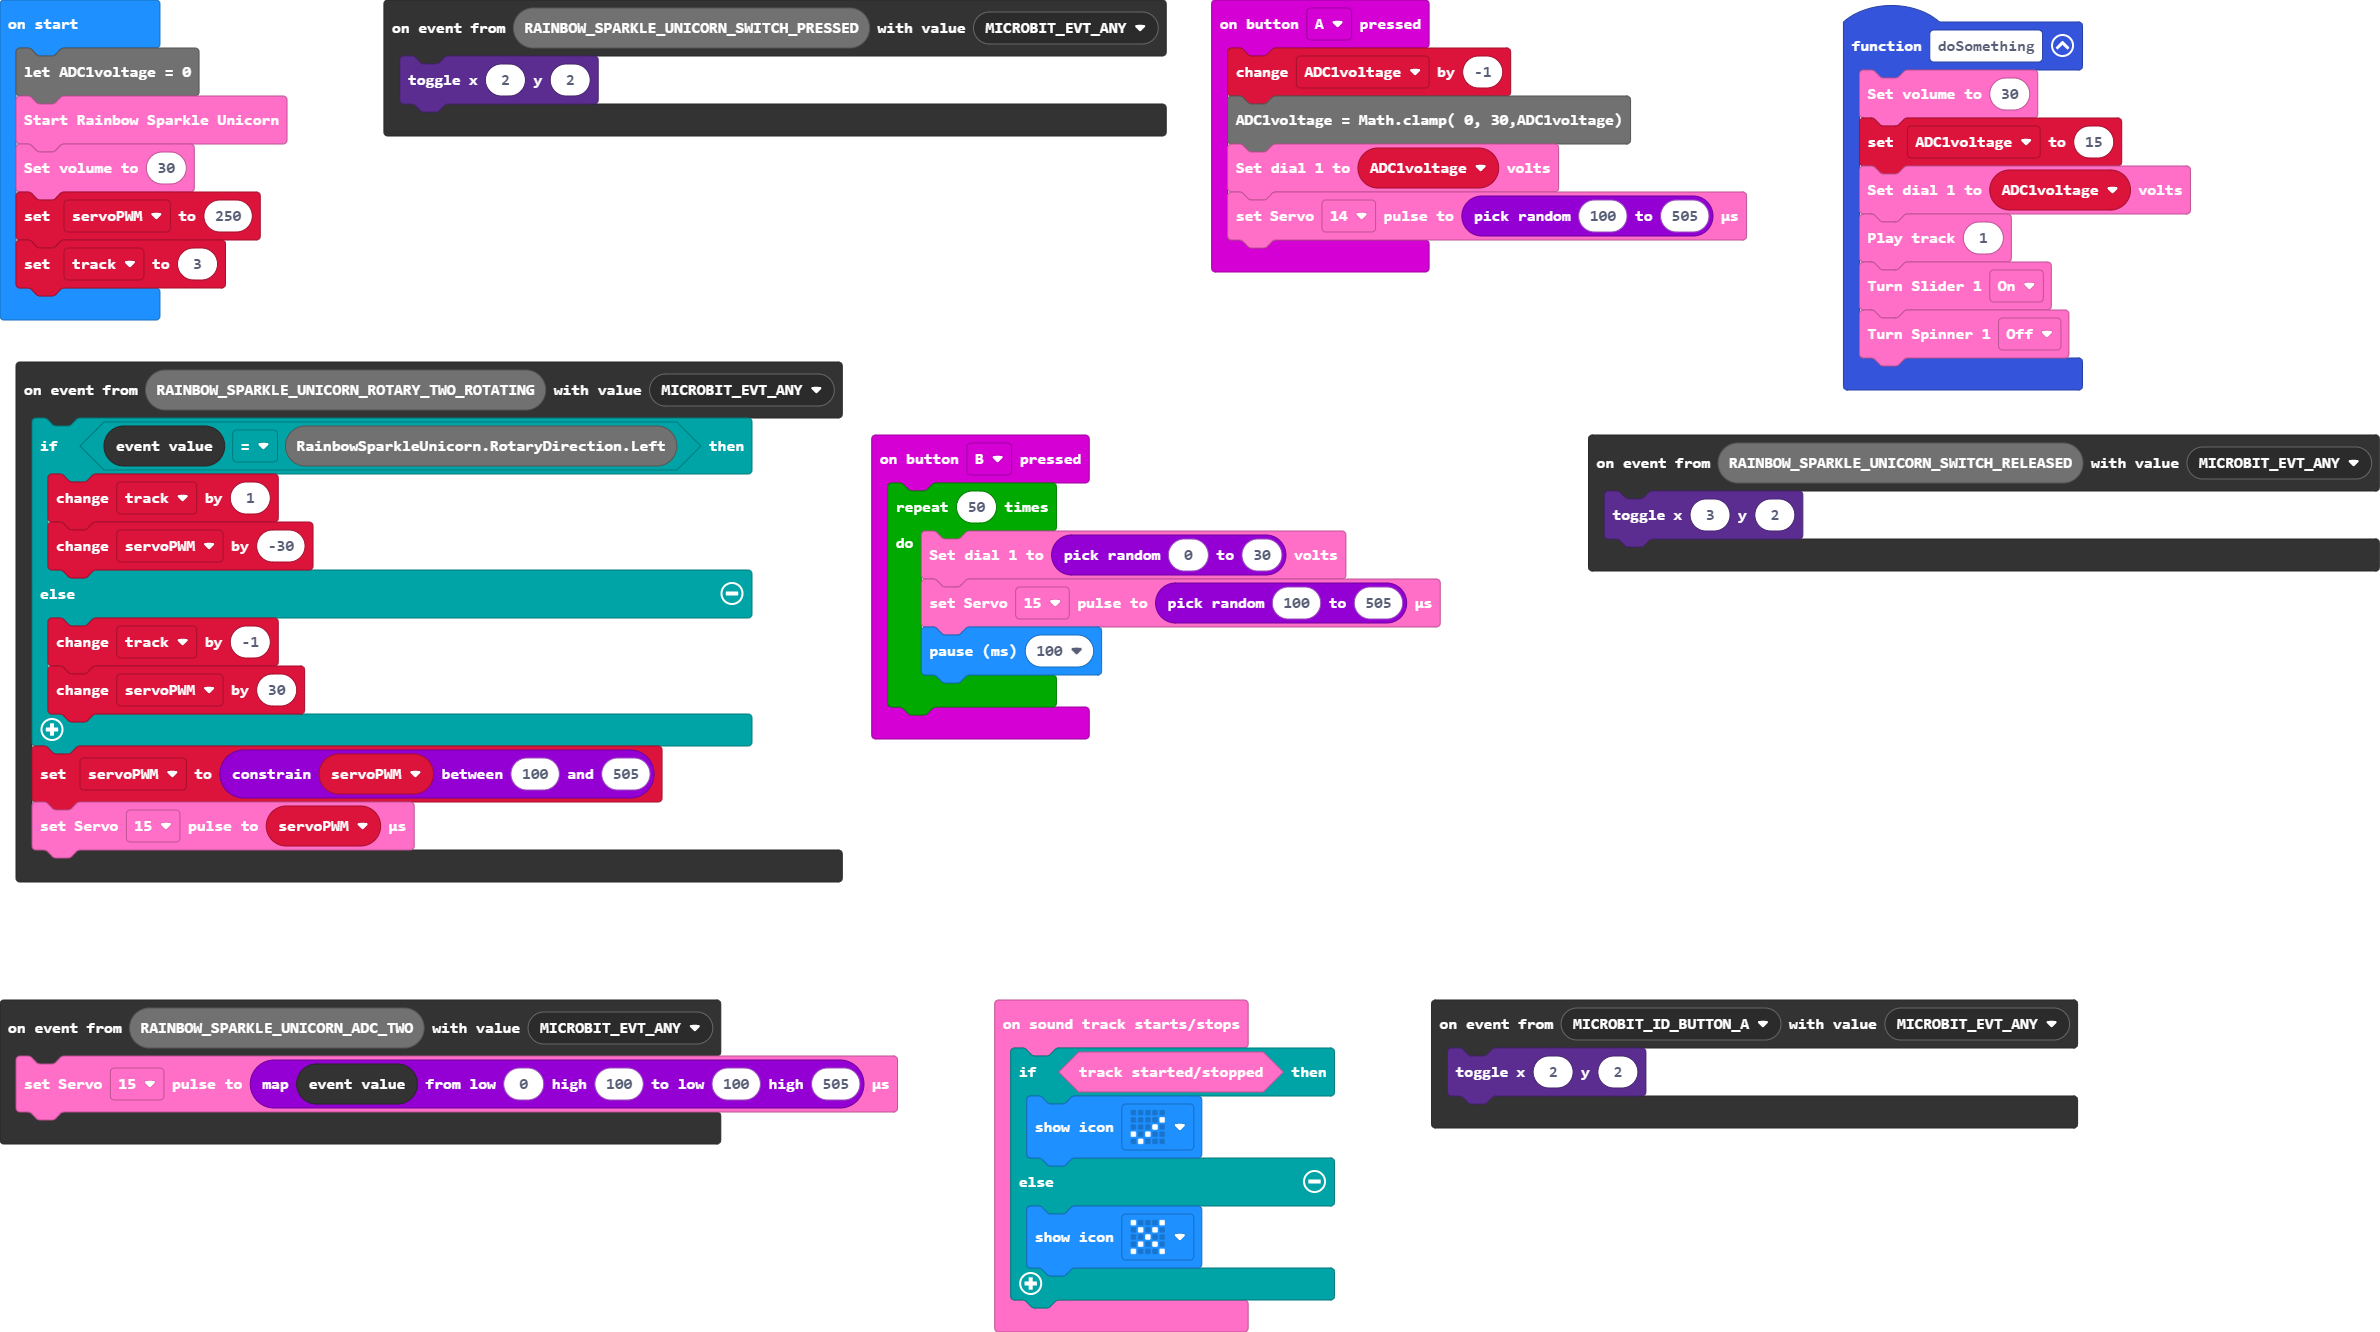 on start
let ADC1voltage = 0
Start Rainbow Sparkle Unicorn
Set volume to 30
set servoPWM to 250
set track to 3
on event from RAINBOW_SPARKLE_UNICORN_SWITCH_PRESSED with value MICROBIT_EVT_ANY
toggle x 2 y 2
on button A pressed
change ADC1voltage by -1
ADC1voltage = Math.clamp( 0, 30,ADC1voltage)
Set dial 1 to ADC1voltage volts
set Servo 14 pulse to pick random 100 to 505 µs
function doSomething
Set volume to 30
set ADC1voltage to 15
Set dial 1 to ADC1voltage volts
Play track 1
Turn Slider 1 On
Turn Spinner 1 Off
on event from RAINBOW_SPARKLE_UNICORN_ROTARY_TWO_ROTATING with value MICROBIT_EVT_ANY
if event value = RainbowSparkleUnicorn.RotaryDirection.Left then
change track by 1
change servoPWM by -30
else
change track by -1
change servoPWM by 30
set servoPWM to constrain servoPWM between 100 and 505
set Servo 15 pulse to servoPWM µs
on button B pressed
repeat 50 times
do Set dial 1 to pick random 0 to 30 volts
set Servo 15 pulse to pick random 100 to 505 µs
pause (ms) 100
on event from RAINBOW_SPARKLE_UNICORN_SWITCH_RELEASED with value MICROBIT_EVT_ANY
toggle x 3 y 2
on event from RAINBOW_SPARKLE_UNICORN_ADC_TWO with value MICROBIT_EVT_ANY
set Servo 15 pulse to map event value from low 0 high 100 to low 100 high 505 µs
on sound track starts/stops
if track started/stopped then
show icon
else
show icon
on event from MICROBIT_ID_BUTTON_A with value MICROBIT_EVT_ANY
toggle x 2 y 2